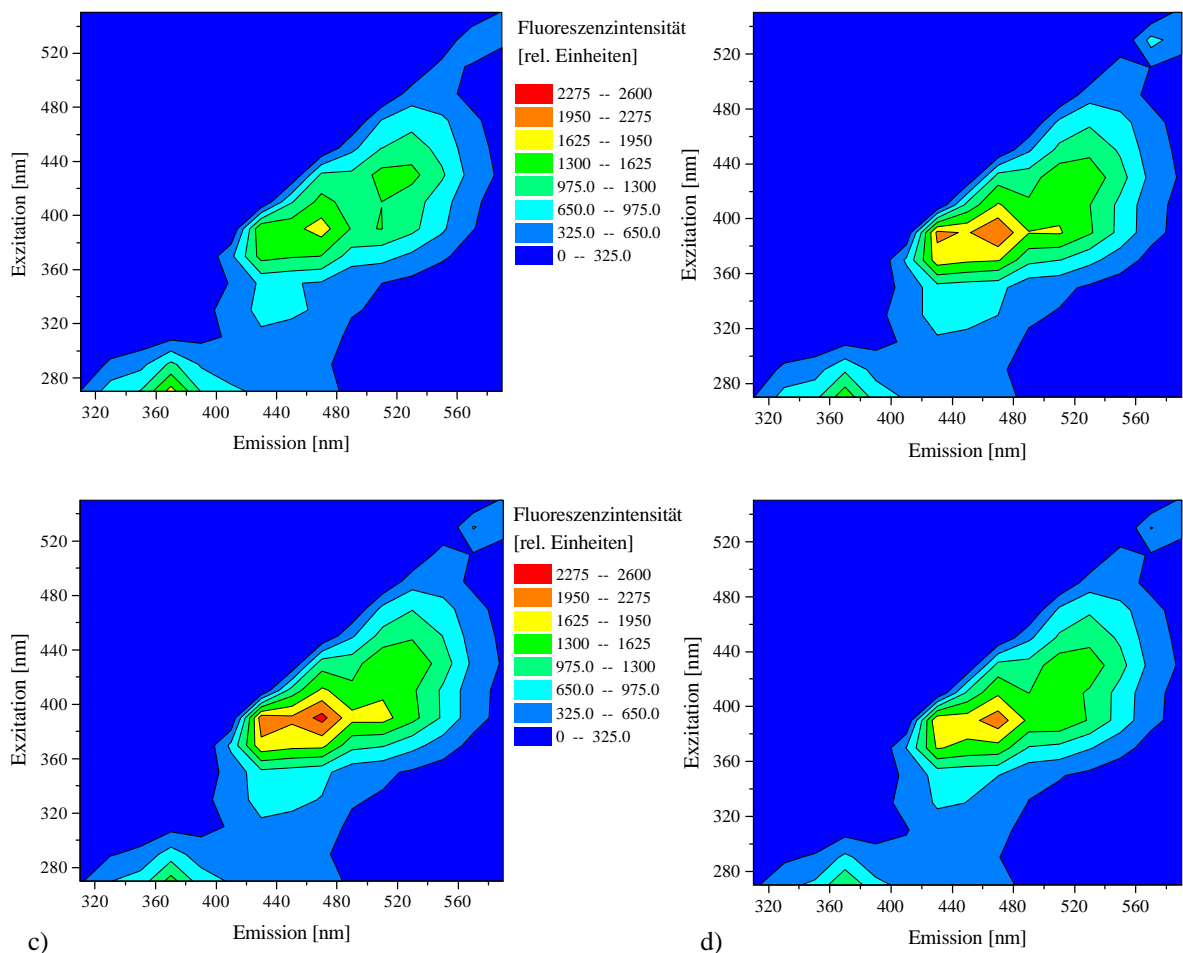 520
480
440
400
360
320
280
Exzitation [nm]
320 360 400 440 480 520 560
Emission [nm]
Fluoreszenzintensität
[rel. Einheiten]
2275 -- 2600
1950 -- 2275
1625 -- 1950
1300 -- 1625
975.0 -- 1300
650.0 -- 975.0
325.0 -- 650.0
0 -- 325.0
520
480
440
400
360
320
280
Exzitation [nm]
320 360 400 440 480 520 560
Emission [nm]
520
480
440
400
360
320
280
Exzitation [nm]
320 360 400 440 480 520 560
Emission [nm]
c)
Fluoreszenzintensität
[rel. Einheiten]
2275 -- 2600
1950 -- 2275
1625 -- 1950
1300 -- 1625
975.0 -- 1300
650.0 -- 975.0
325.0 -- 650.0
0 -- 325.0
520
480
440
400
360
320
280
Exzitation [nm]
320 360 400 440 480 520 560
Emission [nm]
d)